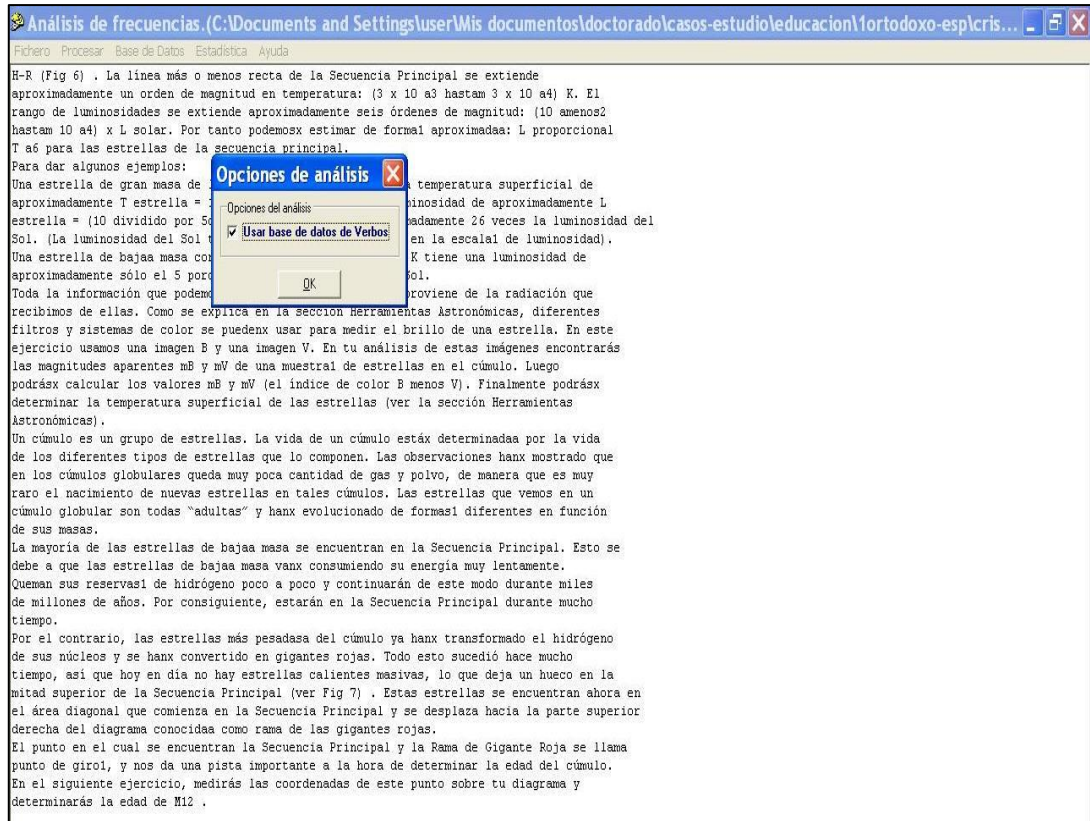 Análisis de frecuencias.(C:\Documents and Settings\user\Mis documentos\doctorado\casos-estudio\educacion\1ortodoxo-esp\cris...
Fichero Procesar Base de Datos Estadística Ayuda
H-R (Fig 6) . La línea más o menos recta de la Secuencia Principal se extiende
aproximadamente un orden de magnitud en temperatura: (3 x 10 a3 hastam 3 x 10 a4) K. El
rango de luminosidades se extiende aproximadamente seis órdenes de magnitud: (10 amenos2
hastam 10 a4) x L solar. Por tanto podemosx estimar de forma1 aproximadaa: L proporcional
T a6 para las estrellas de la secuencia principal.
Para dar algunos ejemplos:
Una estrella de gran masa de temperatura superficial de
aproximadamente T estrella = luminosidad de aproximadamente L
estrella = (10 dividido por 26 veces la luminosidad del
Sol. (La luminosidad del Sol en la escala1 de luminosidad).
Una estrella de bajaa masa K tiene una luminosidad de
aproximadamente sólo el 5 Sol.
Toda la información que proviene de la radiación que
recibimos de ellas. Como se explica en la sección Herramientas Astronómicas, diferentes
filtros y sistemas de color se puedenx usar para medir el brillo de una estrella. En este
ejercicio usamos una imagen B y una imagen V. En tu análisis de estas imágenes encontrarás
las magnitudes aparentes mB y mV de una muestra1 de estrellas en el cúmulo. Luego
podrásx calcular los valores mB y mV (el índice de color B menos V). Finalmente podrásx
determinar la temperatura superficial de las estrellas (ver la sección Herramientas
Astronómicas).
Un cúmulo es un grupo de estrellas. La vida de un cúmulo estáx determinadaa por la vida
de los diferentes tipos de estrellas que lo componen. Las observaciones hanx mostrado que
en los cúmulos globulares queda muy poca cantidad de gas y polvo, de manera que es muy
raro el nacimiento de nuevas estrellas en tales cúmulos. Las estrellas que vemos en un
cúmulo globular son todas "adultas" y hanx evolucionado de formas1 diferentes en función
de sus masas.
La mayoría de las estrellas de bajaa masa se encuentran en la Secuencia Principal. Esto se
debe a que las estrellas de bajaa masa vanx consumiendo su energía muy lentamente.
Queman sus reservas1 de hidrógeno poco a poco y continuarán de este modo durante miles
de millones de años. Por consiguiente, estarán en la Secuencia Principal durante mucho
tiempo.
Por el contrario, las estrellas más pesadasa del cúmulo ya hanx transformado el hidrógeno
de sus núcleos y se hanx convertido en gigantes rojas. Todo esto sucedió hace mucho
tiempo, así que hoy en día no hay estrellas calientes masivas, lo que deja un hueco en la
mitad superior de la Secuencia Principal (ver Fig 7) . Estas estrellas se encuentran ahora en
el área diagonal que comienza en la Secuencia Principal y se desplaza hacia la parte superior
derecha del diagrama conocidaa como rama de las gigantes rojas.
El punto en el cual se encuentran la Secuencia Principal y la Rama de Gigante Roja se llama
punto de giro1, y nos da una pista importante a la hora de determinar la edad del cúmulo.
En el siguiente ejercicio, medirás las coordenadas de este punto sobre tu diagrama y
determinarás la edad de M12 .
Opciones de análisis
Opciones del análisis
Usar base de datos de Verbos
OK